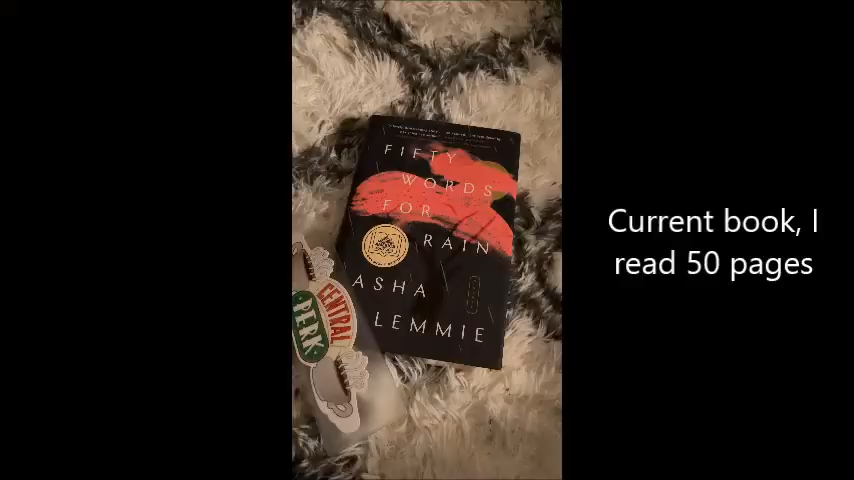 FIFTY
WORDS
FOR
RAIN
ASHA
LEMMIE
CENTRAL
PERK
Current book, I
read 50 pages